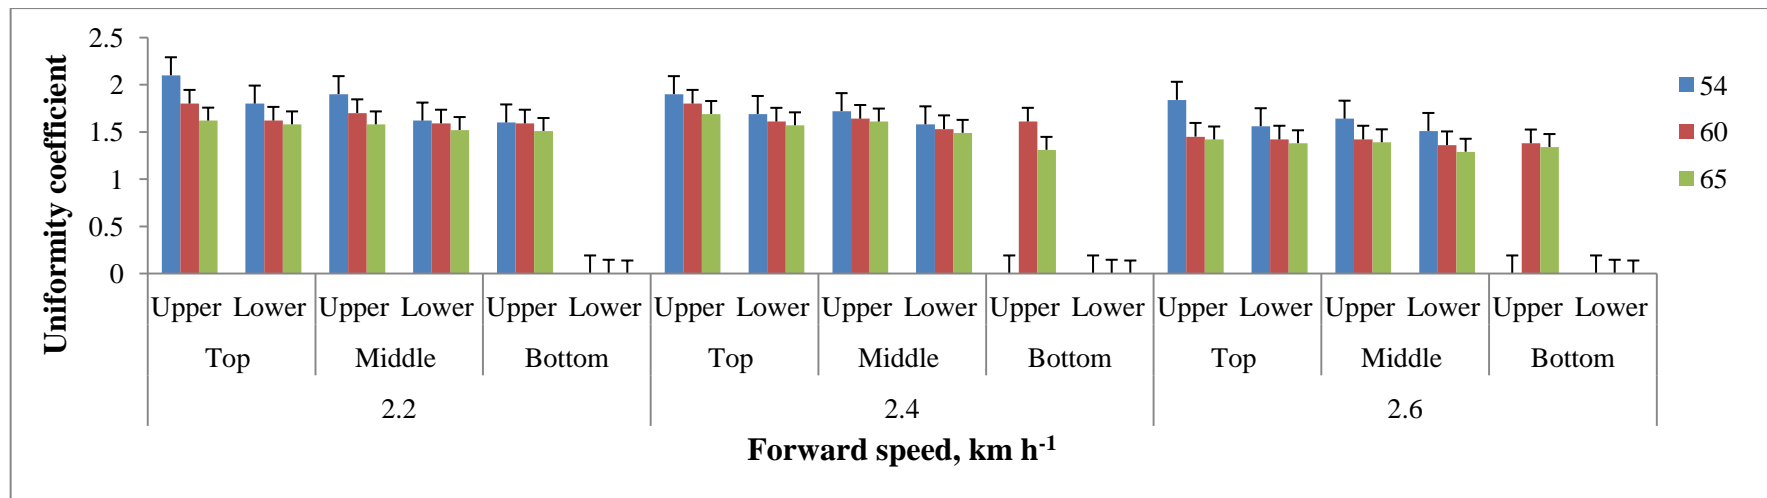 Uniformity coefficient
2.5
2
1.5
1
0.5
0
Upper Lower Upper Lower Upper Lower Upper Lower Upper Lower Upper Lower Upper Lower Upper Lower Upper Lower
Top Middle Bottom Top Middle Bottom Top Middle Bottom
2.2 2.4 2.6
Forward speed, km h⁻¹
54
60
65